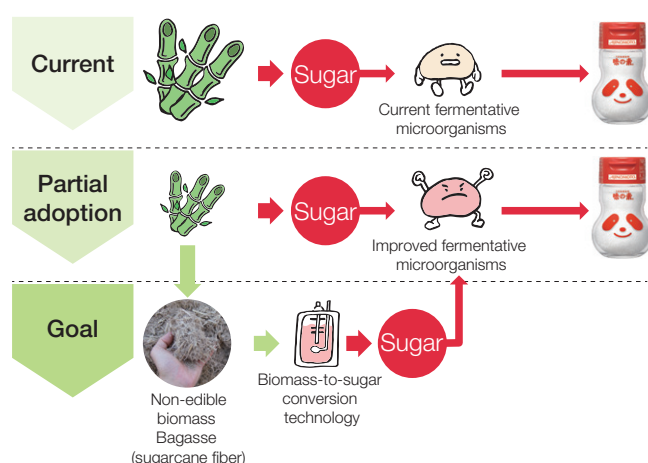 Current
Sugar
Current fermentative
microorganisms
Partial
adoption
Sugar
Improved fermentative
microorganisms
Goal
Sugar
Non-edible
biomass
Bagasse
(sugarcane fiber)
Biomass-to-sugar
conversion
technology